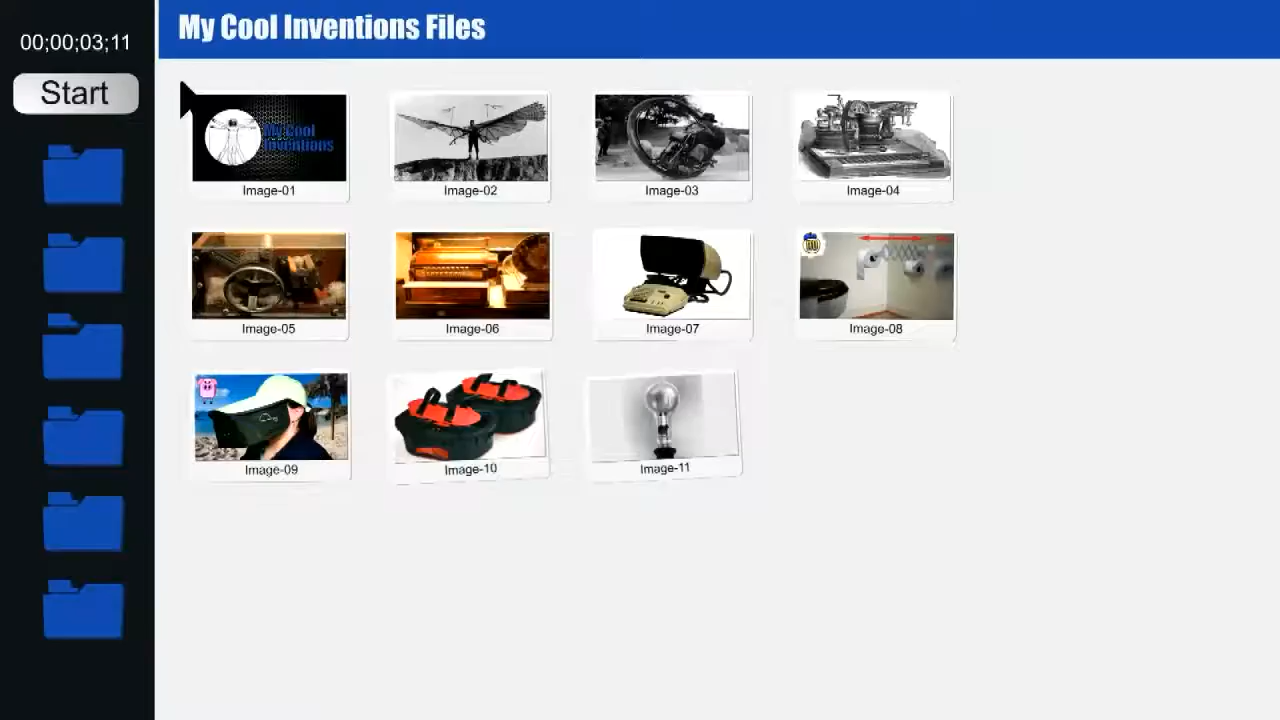 My Cool Inventions Files
00;00;03;11
Start
My Cool
Inventions
Image-01
Image-02
Image-03
Image-04
Image-05
Image-06
Image-07
Image-08
Image-09
Image-10
Image-11